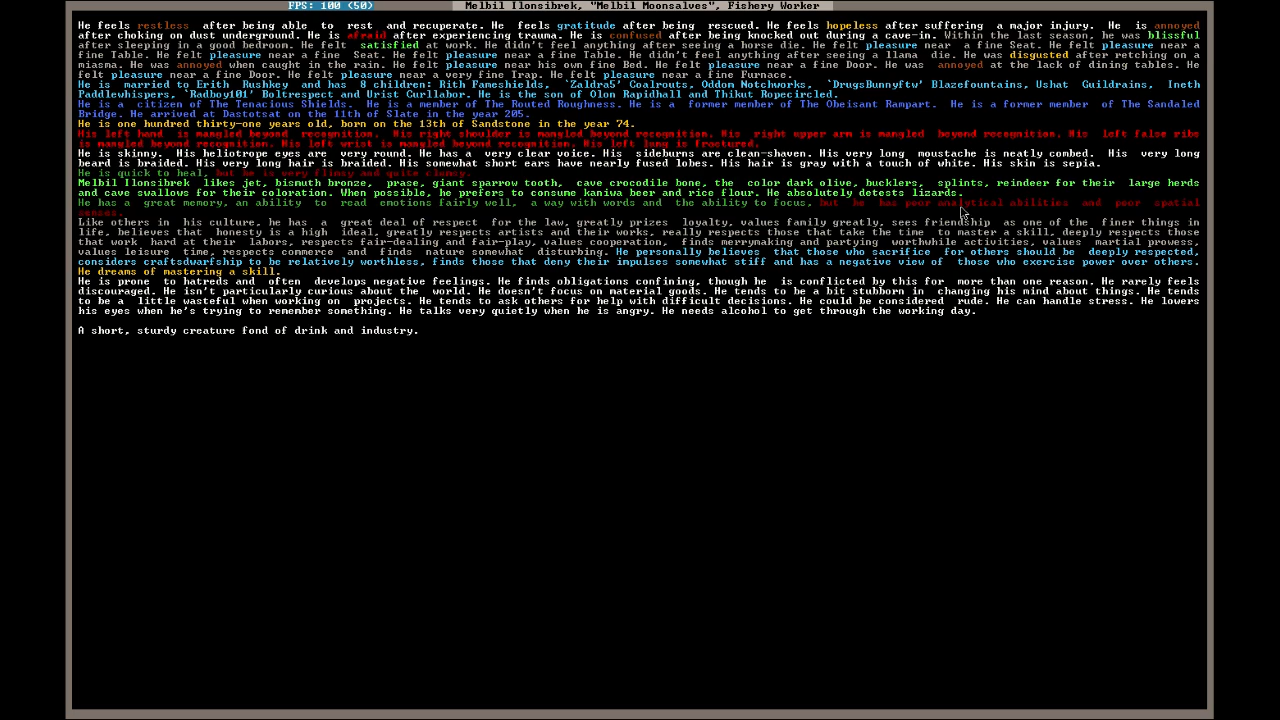 FPS: 100 (50)
Melbil Ilonsibrek, "Melbil Moonsalves", Fishery Worker
He feels restless after being able to rest and recuperate. He feels gratitude after being rescued. He feels hopeless after suffering a major injury. He is annoyed
after choking on dust underground. He is afraid after experiencing trauma. He is confused after being knocked out during a cave-in. Within the last season, he was blissful
after sleeping in a good bedroom. He felt satisfied at work. He didn't feel anything after seeing a horse die. He felt pleasure near a fine Seat. He felt pleasure near a
fine Table. He felt pleasure near a fine Seat. He felt pleasure near a fine Table. He didn't feel anything after seeing a llama die. He was disgusted after retching on a
miasma. He was annoyed when caught in the rain. He felt pleasure near his own fine Bed. He felt pleasure near a fine Door. He was annoyed at the lack of dining tables. He
felt pleasure near a fine Door. He felt pleasure near a very fine Trap. He felt pleasure near a fine Furnace.
He is married to Erith Rushkey and has 8 children: Rith Fameshields, `Zaldra5' Coalrouts, Oddom Notchworks, `DrugsBunnyftw' Blazefountains, Ushat Guildrains, Ineth
Paddlewhispers, `Radboy101' Boltrespect and Urist Curllabor. He is the son of Olon Rapidhall and Thikut Ropecircled.
He is a citizen of The Tenacious Shields. He is a member of The Routed Roughness. He is a former member of The Obeisant Rampart. He is a former member of The Sandaled
Bridge. He arrived at Dastotsat on the 11th of Slate in the year 205.
He is one hundred thirty-one years old, born on the 13th of Sandstone in the year 74.
His left hand is mangled beyond recognition. His right shoulder is mangled beyond recognition. His right upper arm is mangled beyond recognition. His left false ribs
is mangled beyond recognition. His left wrist is mangled beyond recognition. His left lung is fractured.
He is skinny. His heliotrope eyes are very round. He has a very clear voice. His sideburns are clean-shaven. His very long moustache is neatly combed. His very long
beard is braided. His very long hair is braided. His somewhat short ears have nearly fused lobes. His hair is gray with a touch of white. His skin is sepia.
He is quick to heal, but he is very flimsy and quite clumsy.
Melbil Ilonsibrek likes jet, bismuth bronze, prase, giant sparrow tooth, cave crocodile bone, the color dark olive, bucklers, splints, reindeer for their large herds
and cave swallows for their coloration. When possible, he prefers to consume kaniwa beer and rice flour. He absolutely detests lizards.
He has a great memory, an ability to read emotions fairly well, a way with words and the ability to focus, but he has poor analytical abilities and poor spatial
senses.
Like others in his culture, he has a great deal of respect for the law, greatly prizes loyalty, values family greatly, sees friendship as one of the finer things in
life, believes that honesty is a high ideal, greatly respects artists and their works, really respects those that take the time to master a skill, deeply respects those
that work hard at their labors, respects fair-dealing and fair-play, values cooperation, finds merrymaking and partying worthwhile activities, values martial prowess,
values leisure time, respects commerce and finds nature somewhat disturbing. He personally believes that those who sacrifice for others should be deeply respected,
considers craftsdwarfship to be relatively worthless, finds those that deny their impulses somewhat stiff and has a negative view of those who exercise power over others.
He dreams of mastering a skill.
He is prone to hatreds and often develops negative feelings. He finds obligations confining, though he is conflicted by this for more than one reason. He rarely feels
discouraged. He isn't particularly curious about the world. He doesn't focus on material goods. He tends to be a bit stubborn in changing his mind about things. He tends
to be a little wasteful when working on projects. He tends to ask others for help with difficult decisions. He could be considered rude. He can handle stress. He lowers
his eyes when he's trying to remember something. He talks very quietly when he is angry. He needs alcohol to get through the working day.
A short, sturdy creature fond of drink and industry.